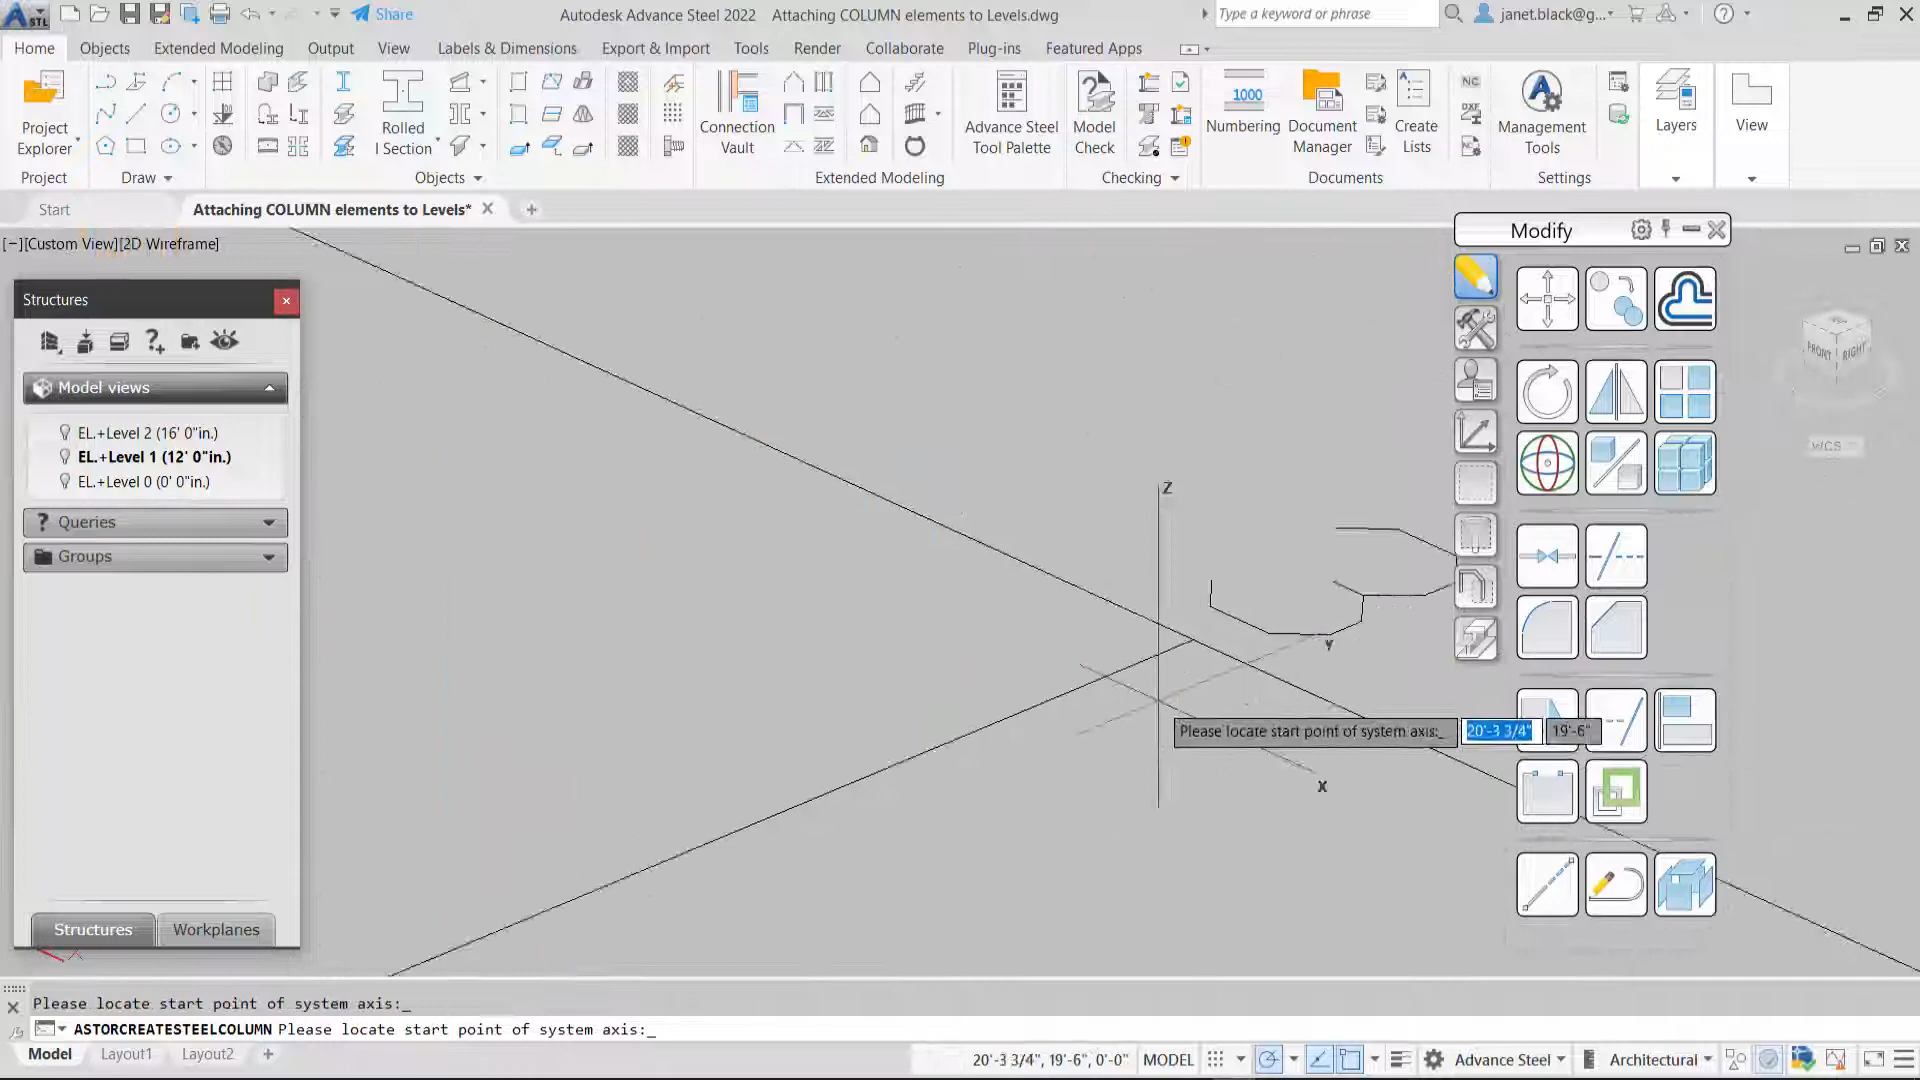 STL
Share
Autodesk Advance Steel 2022 Attaching COLUMN elements to Levels.dwg
Type a keyword or phrase
janet.black@g...
Home Objects Extended Modeling Output View Labels & Dimensions Export & Import Tools Render Collaborate Plug-ins Featured Apps
Project
Explorer
Rolled
I Section
Connection
Vault
Advance Steel
Tool Palette
Model
Check
1000
Numbering
Document
Manager
Create
Lists
NC
DXF
Management
Tools
Layers
View
Project
Draw
Objects
Extended Modeling
Checking
Documents
Settings
Start
Attaching COLUMN elements to Levels*
[−][Custom View][2D Wireframe]
Modify
Structures
Model views
EL.+Level 2 (16' 0"in.)
EL.+Level 1 (12' 0"in.)
EL.+Level 0 (0' 0"in.)
Queries
Groups
Structures
Workplanes
FRONT
RIGHT
WCS
Z
Y
X
Please locate start point of system axis:_
20'-3 3/4"
19'-6"
Please locate start point of system axis:_
ASTORCREATESTEELCOLUMN Please locate start point of system axis:_
Model
Layout1
Layout2
20'-3 3/4", 19'-6", 0'-0"
MODEL
Advance Steel
Architectural